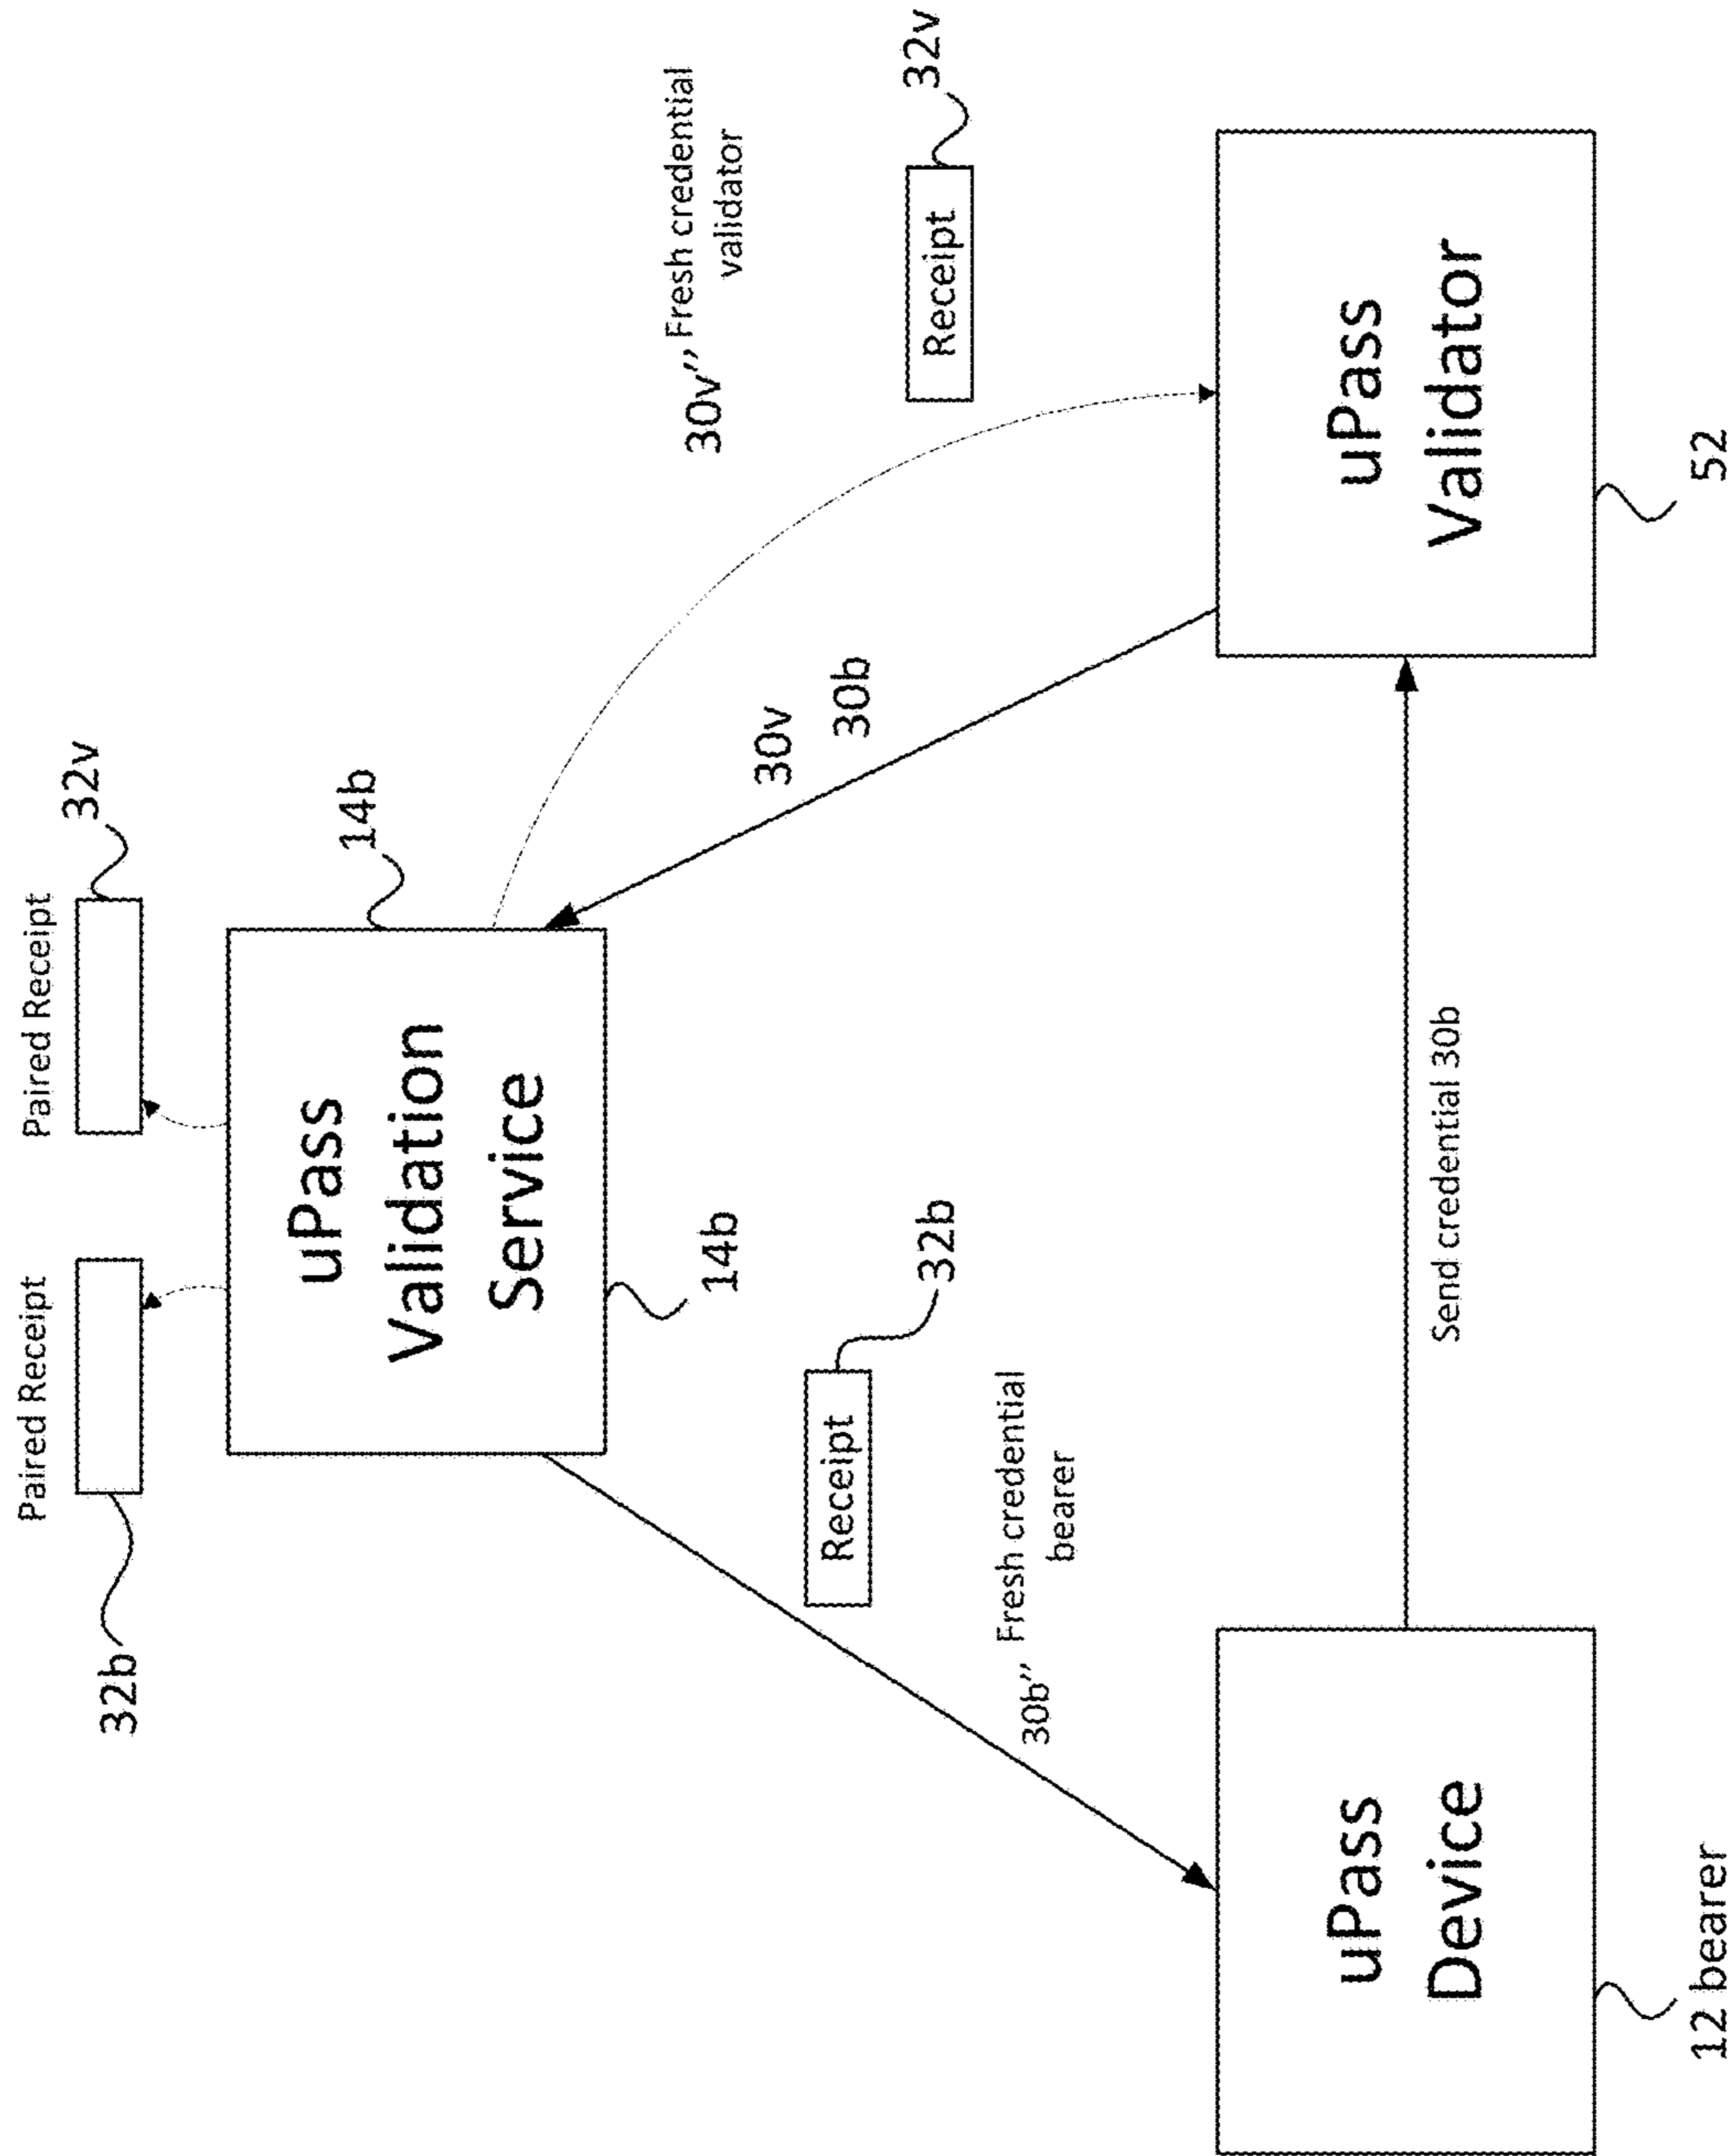 Paired Receipt
Paired Receipt
32b
32v
uPass
Validation
Service
14b
14b
Receipt
32b
30b″ Fresh credential
bearer
30v
30b
30v″ Fresh credential
validator
Receipt
32v
uPass
Device
12 bearer
Send credential 30b
uPass
Validator
52